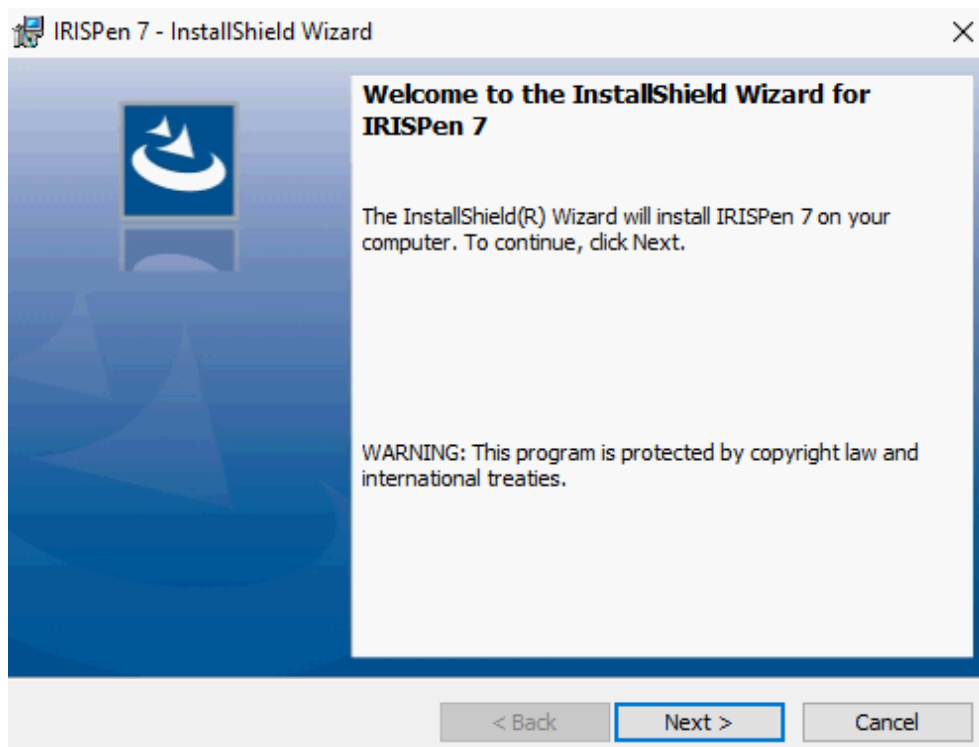 IRISPen 7 - InstallShield Wizard
Welcome to the InstallShield Wizard for
IRISPen 7
The InstallShield(R) Wizard will install IRISPen 7 on your
computer. To continue, click Next.
WARNING: This program is protected by copyright law and
international treaties.
< Back Next > Cancel